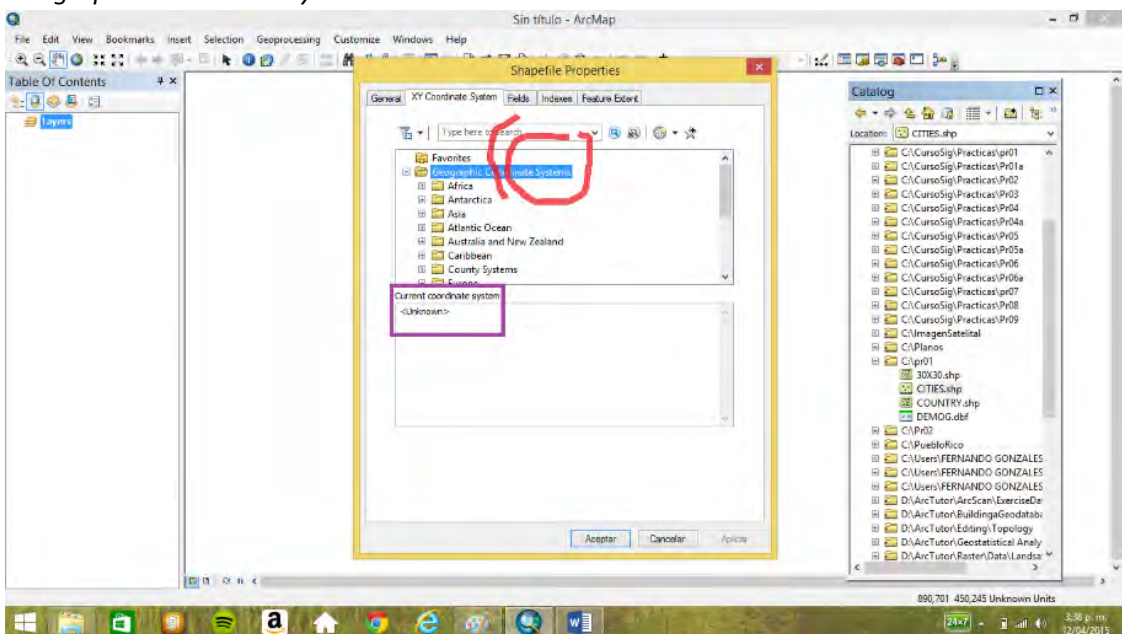 Sin título - ArcMap
File Edit View Bookmarks Insert Selection Geoprocessing Customize Windows Help
Table Of Contents
Layers
Shapefile Properties
General XY Coordinate System Fields Indexes Feature Extent
Type here to search
Favorites
Geographic Coordinate Systems
Africa
Antarctica
Asia
Atlantic Ocean
Australia and New Zealand
Caribbean
County Systems
Europe
Current coordinate system
<Unknown>
Aceptar Cancelar Aplicar
Catalog
Location: CITIES.shp
C:\CursoSig\Practicas\pr01
C:\CursoSig\Practicas\Pr01a
C:\CursoSig\Practicas\Pr02
C:\CursoSig\Practicas\Pr03
C:\CursoSig\Practicas\Pr04
C:\CursoSig\Practicas\Pr04a
C:\CursoSig\Practicas\Pr05
C:\CursoSig\Practicas\Pr05a
C:\CursoSig\Practicas\Pr06
C:\CursoSig\Practicas\Pr06a
C:\CursoSig\Practicas\pr07
C:\CursoSig\Practicas\Pr08
C:\CursoSig\Practicas\Pr09
C:\ImagenSatelital
C:\Planos
C:\pr01
30X30.shp
CITIES.shp
COUNTRY.shp
DEMOG.dbf
C:\Pr02
C:\PuebloRico
C:\Users\FERNANDO GONZALES
C:\Users\FERNANDO GONZALES
D:\ArcTutor\ArcScan\ExerciseDa
D:\ArcTutor\BuildingaGeodatab
D:\ArcTutor\Editing\Topology
D:\ArcTutor\Geostatistical Analy
D:\ArcTutor\Raster\Data\Landsa
890,701 450,245 Unknown Units
24×7
3:38 p. m.
12/04/2015